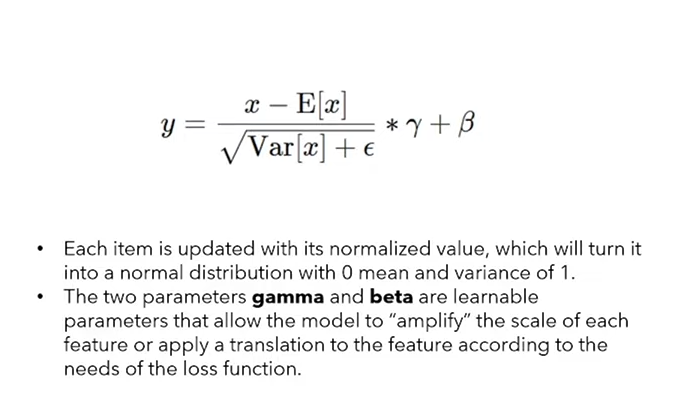 y = \frac{x - \mathrm{E}[x]}{\sqrt{\mathrm{Var}[x] + \epsilon}} * \gamma + \beta
• Each item is updated with its normalized value, which will turn it
into a normal distribution with 0 mean and variance of 1.
• The two parameters gamma and beta are learnable
parameters that allow the model to “amplify” the scale of each
feature or apply a translation to the feature according to the
needs of the loss function.